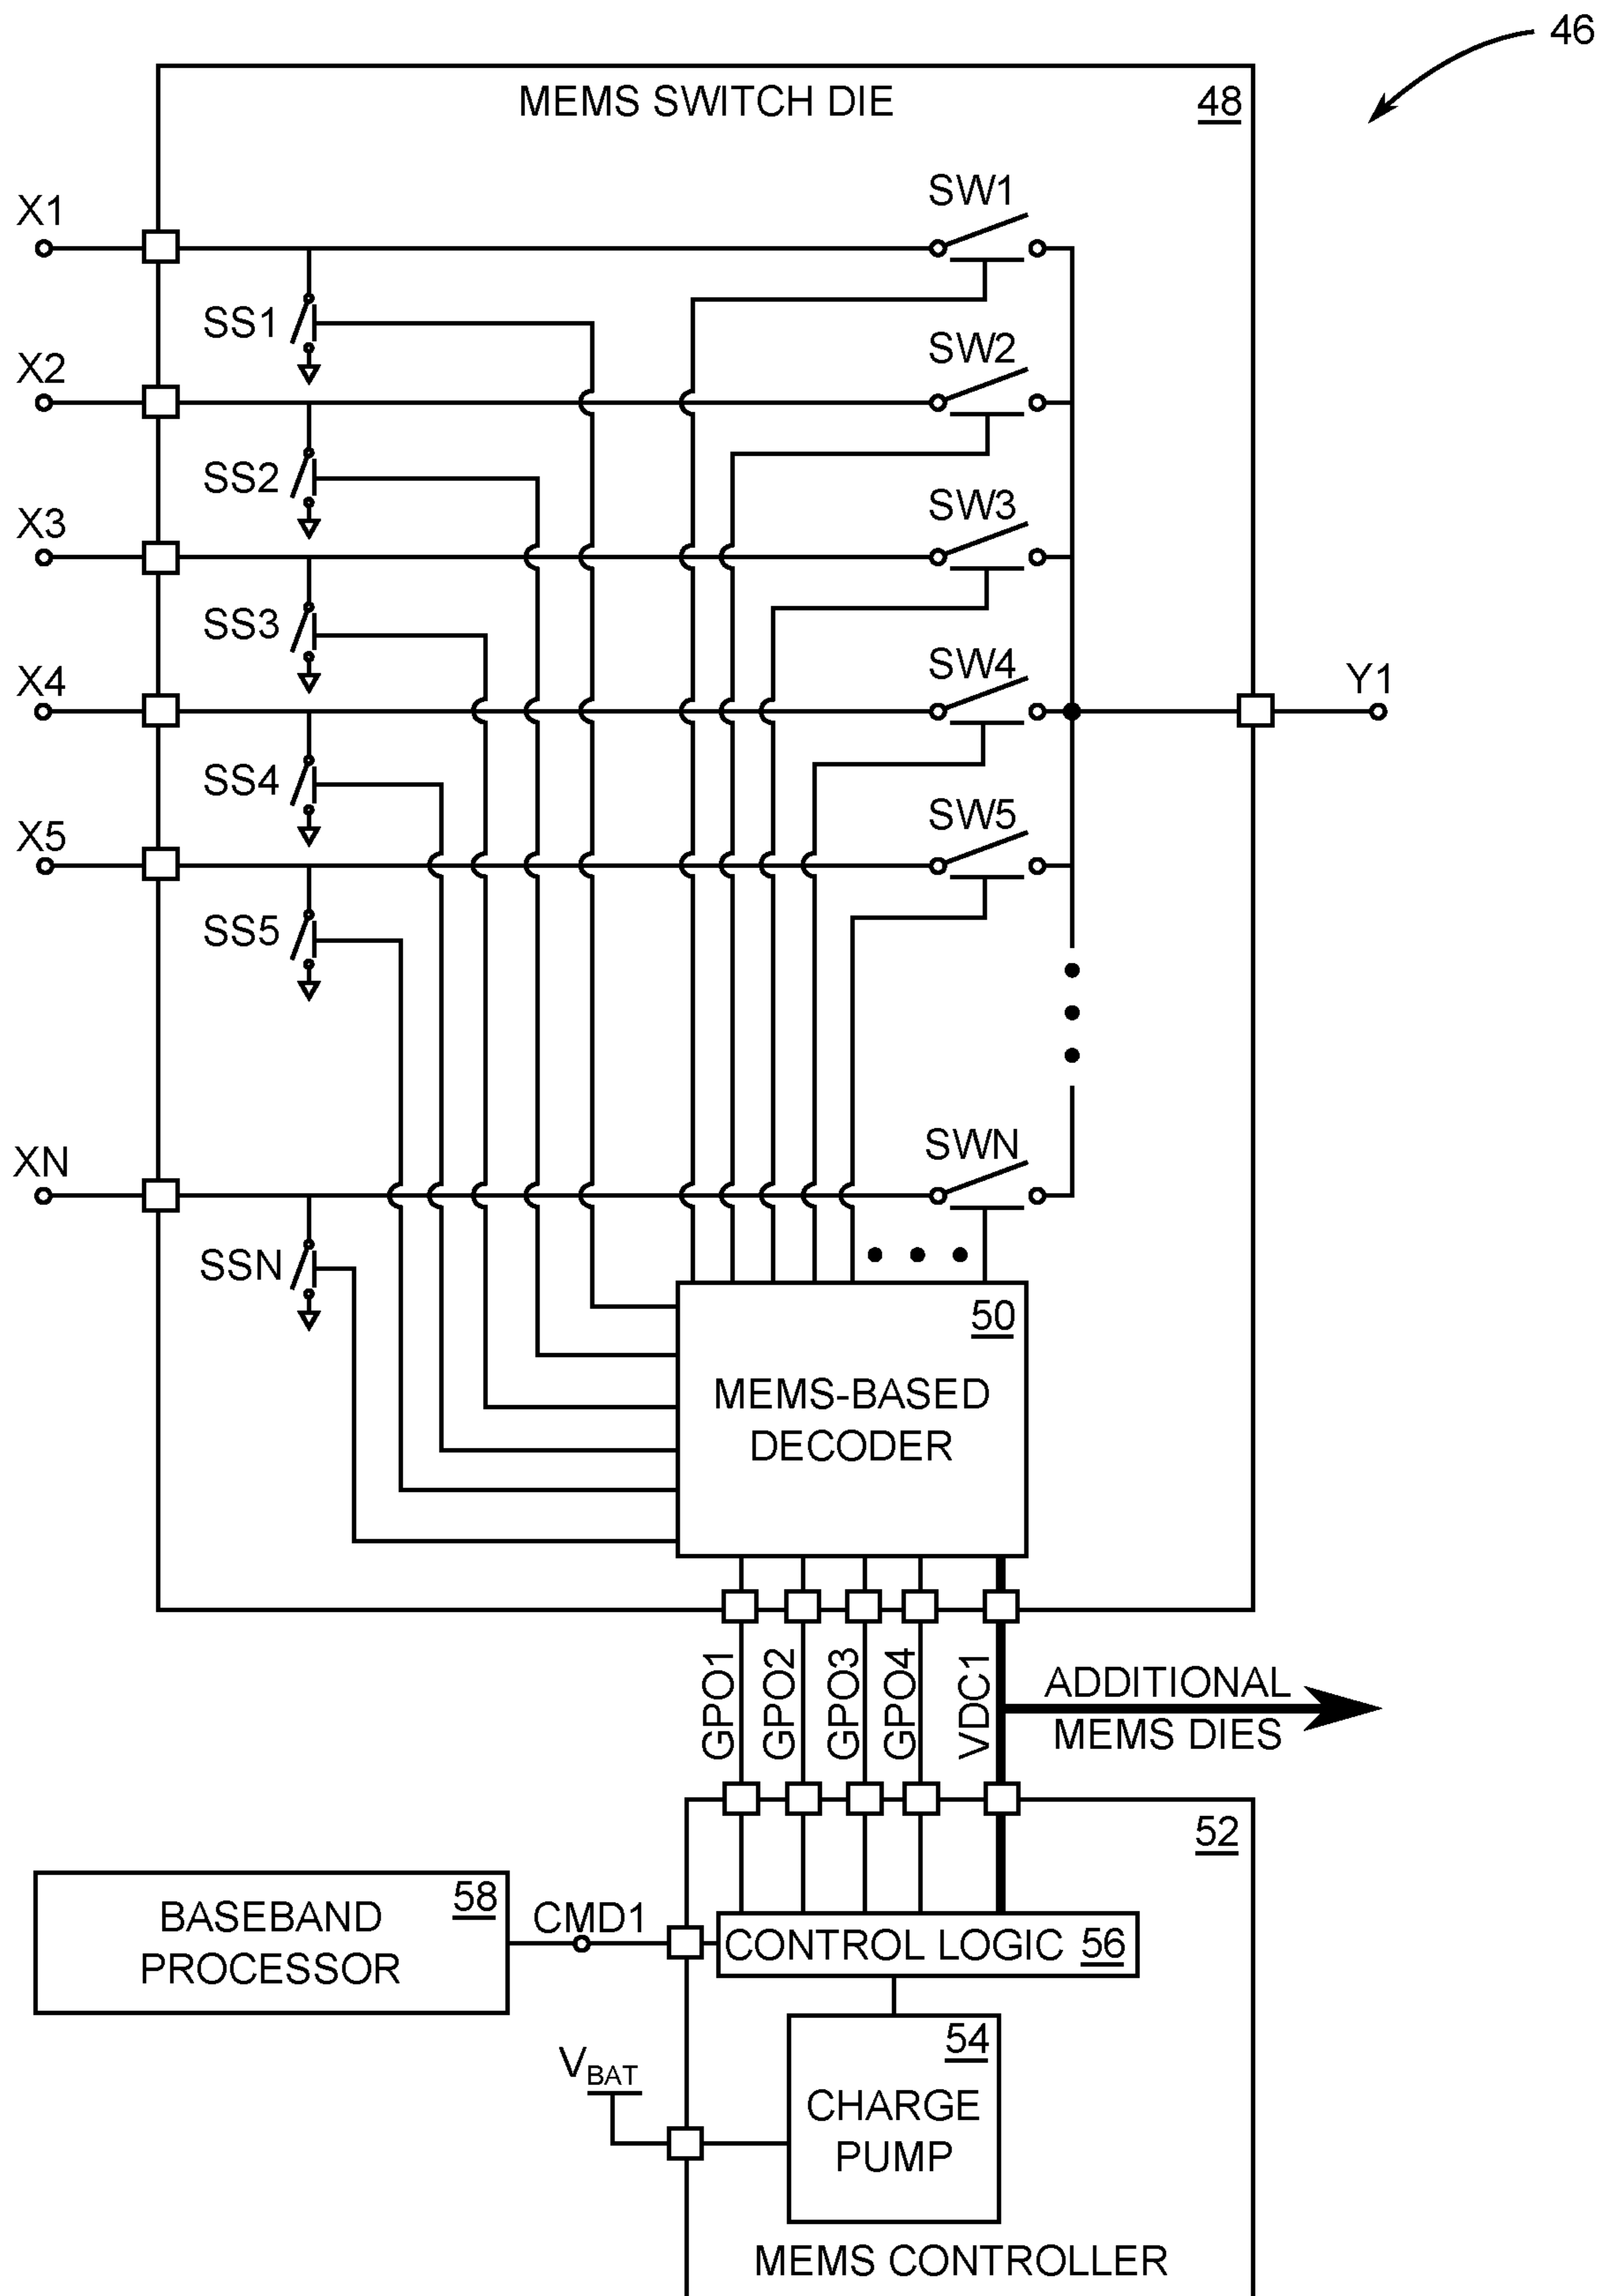 46
MEMS SWITCH DIE
48
X1
SW1
SS1
X2
SW2
SS2
X3
SW3
SS3
X4
SW4
Y1
SS4
X5
SW5
SS5
XN
SWN
SSN
50
MEMS-BASED
DECODER
GPO1
GPO2
GPO3
GPO4
VDC1
ADDITIONAL
MEMS DIES
52
58
BASEBAND
PROCESSOR
CMD1
CONTROL LOGIC 56
54
VBAT
CHARGE
PUMP
MEMS CONTROLLER